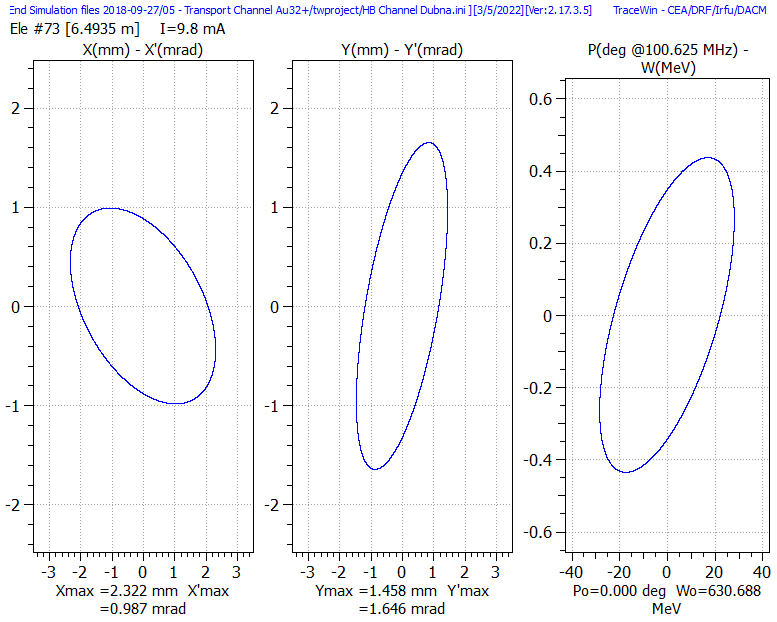 End Simulation files 2018-09-27/05 - Transport Channel Au32+/twproject/HB Channel Dubna.ini ][3/5/2022][Ver:2.17.3.5] TraceWin - CEA/DRF/Irfu/DACM
Ele #73 [6.4935 m] I=9.8 mA
X(mm) - X'(mrad)
2
1
0
-1
-2
-3 -2 -1 0 1 2 3
Xmax =2.322 mm X'max
=0.987 mrad
Y(mm) - Y'(mrad)
2
1
0
-1
-2
-3 -2 -1 0 1 2 3
Ymax =1.458 mm Y'max
=1.646 mrad
P(deg @100.625 MHz) -
W(MeV)
0.6
0.4
0.2
0
-0.2
-0.4
-0.6
-40 -20 0 20 40
Po=0.000 deg Wo=630.688
MeV